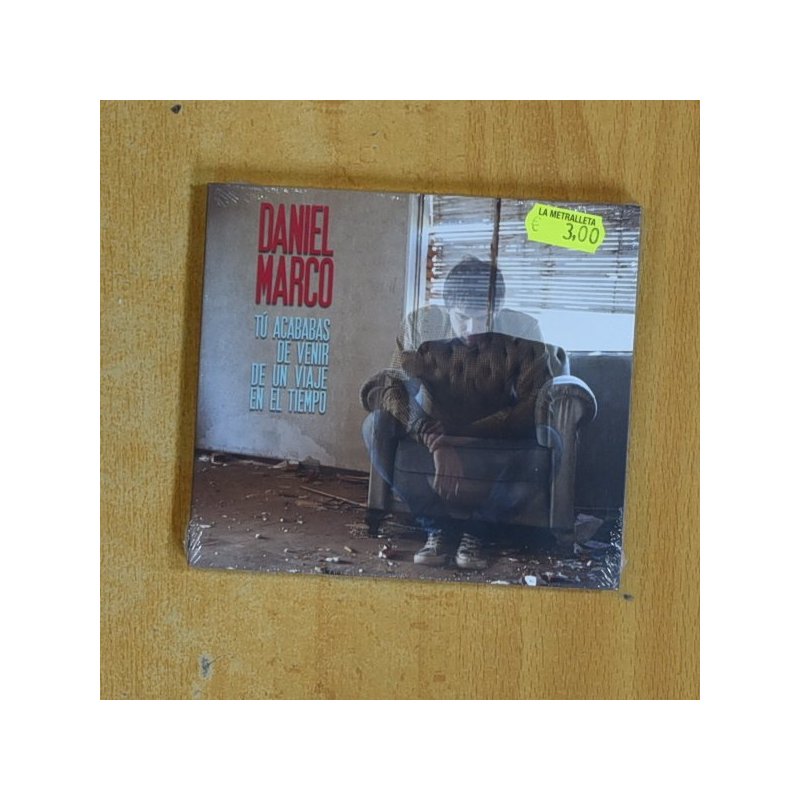 DANIEL
MARCO
TÚ ACABABAS
DE VENIR
DE UN VIAJE
EN EL TIEMPO
LA METRALLETA
€ 3,00